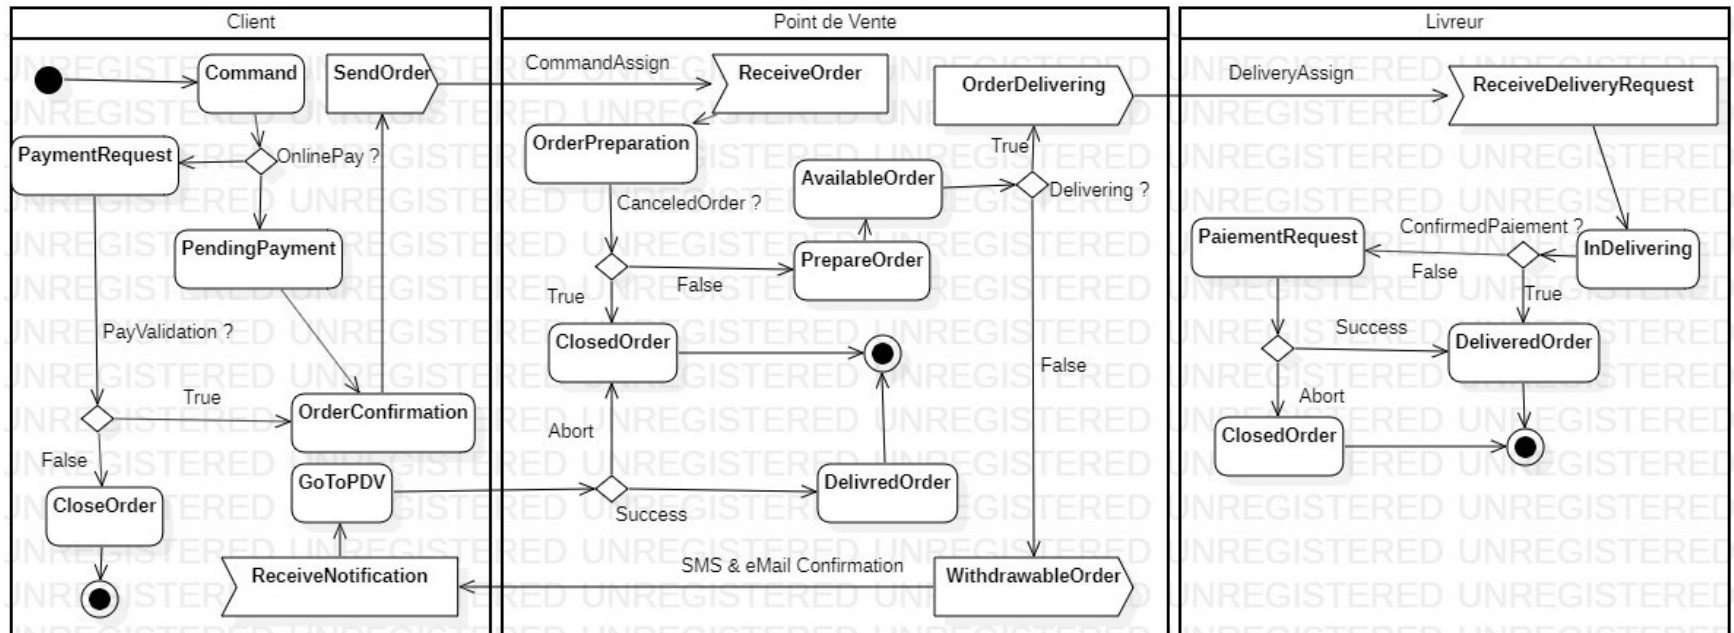 Client
Point de Vente
Livreur
Command
SendOrder
CommandAssign
ReceiveOrder
OrderDelivering
DeliveryAssign
ReceiveDeliveryRequest
PaymentRequest
OnlinePay ?
OrderPreparation
True
AvailableOrder
Delivering ?
CanceledOrder ?
PendingPayment
PrepareOrder
False
True
PaiementRequest
ConfirmedPaiement ?
InDelivering
False
True
PayValidation ?
ClosedOrder
False
Success
DeliveredOrder
True
OrderConfirmation
Abort
Abort
ClosedOrder
False
GoToPDV
DelivredOrder
Success
CloseOrder
SMS & eMail Confirmation
ReceiveNotification
WithdrawableOrder
UNREGISTERED